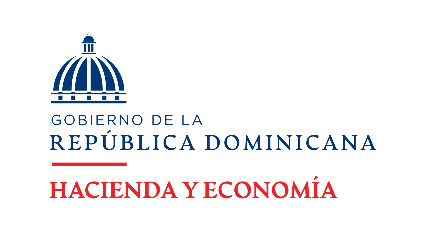 GOBIERNO DE LA
REPÚBLICA DOMINICANA
HACIENDA Y ECONOMÍA